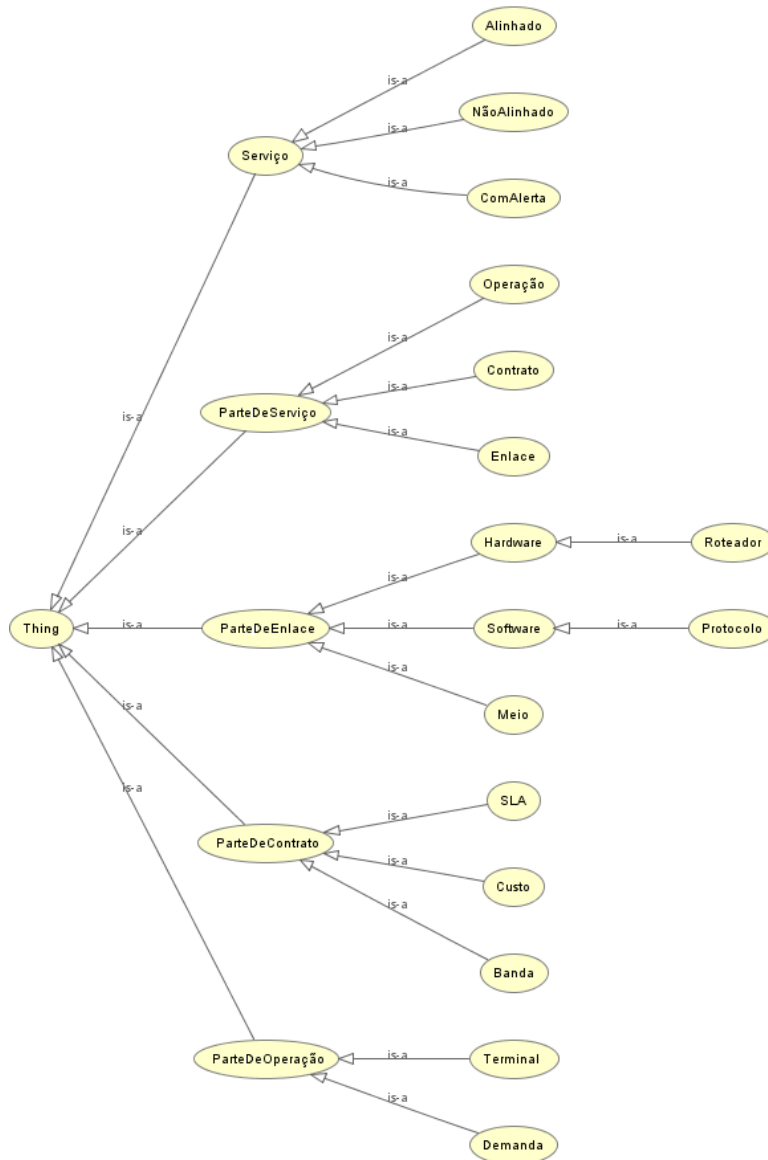 Alinhado
is-a
NãoAlinhado
is-a
Serviço
is-a
ComAlerta
Operação
is-a
Contrato
is-a
is-a
ParteDeServiço
is-a
Enlace
is-a
Hardware
is-a
Roteador
is-a
Thing
is-a
ParteDeEnlace
is-a
Software
is-a
Protocolo
is-a
is-a
Meio
is-a
SLA
is-a
ParteDeContrato
is-a
Custo
is-a
Banda
ParteDeOperação
is-a
Terminal
is-a
Demanda